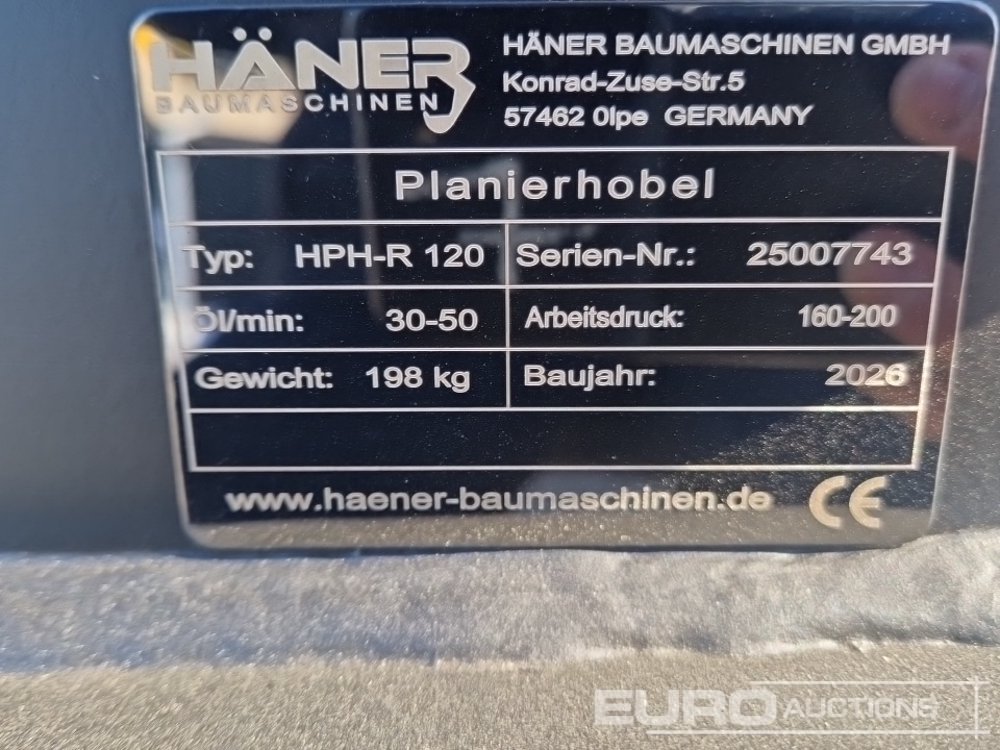 HÄNER
BAUMASCHINEN
HÄNER BAUMASCHINEN GMBH
Konrad-Zuse-Str.5
57462 Olpe GERMANY
Planierhobel
Typ: HPH-R 120 Serien-Nr.: 25007743
Öl/min: 30-50 Arbeitsdruck: 160-200
Gewicht: 198 kg Baujahr: 2026
www.haener-baumaschinen.de CE
EURO AUCTIONS